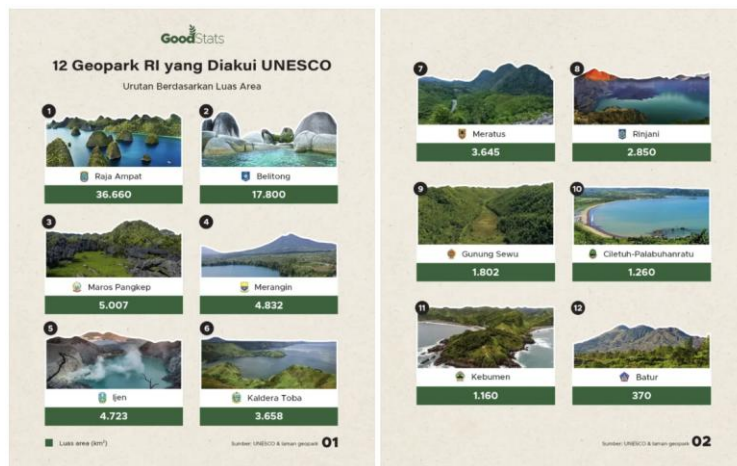 GoodStats
12 Geopark RI yang Diakui UNESCO
Urutan Berdasarkan Luas Area
1
Raja Ampat
36.660
2
Belitong
17.800
3
Maros Pangkep
5.007
4
Merangin
4.832
5
Ijen
4.723
6
Kaldera Toba
3.658
Luas area (km²)
Sumber: UNESCO & laman geopark 01
7
Meratus
3.645
8
Rinjani
2.850
9
Gunung Sewu
1.802
10
Ciletuh-Palabuhanratu
1.260
11
Kebumen
1.160
12
Batur
370
Sumber: UNESCO & laman geopark 02